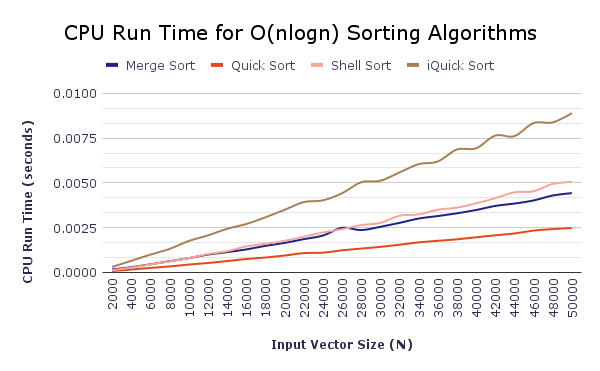 CPU Run Time for O(nlogn) Sorting Algorithms
Merge Sort Quick Sort Shell Sort iQuick Sort
CPU Run Time (seconds)
0.0100
0.0075
0.0050
0.0025
0.0000
2000 4000 6000 8000 10000 12000 14000 16000 18000 20000 22000 24000 26000 28000 30000 32000 34000 36000 38000 40000 42000 44000 46000 48000 50000
Input Vector Size (N)